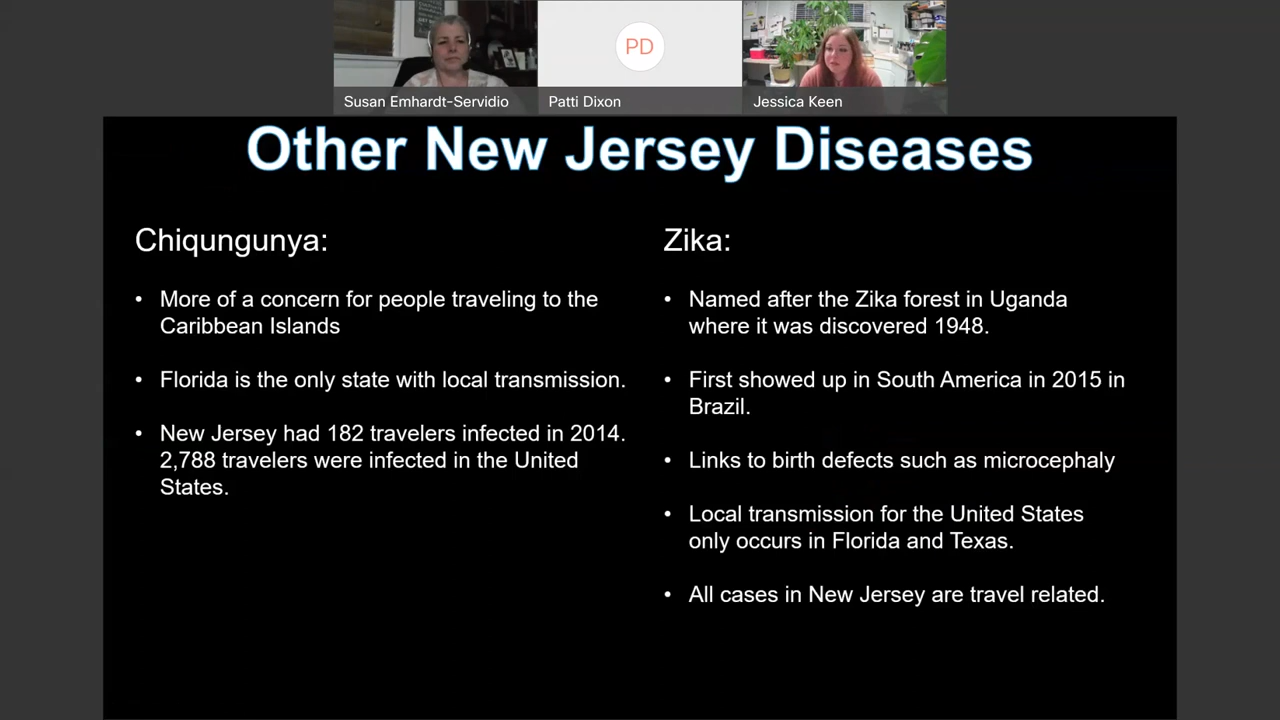 PD
Susan Emhardt-Servidio
Patti Dixon
Jessica Keen
Other New Jersey Diseases
Chiqungunya:
• More of a concern for people traveling to the
Caribbean Islands
• Florida is the only state with local transmission.
• New Jersey had 182 travelers infected in 2014.
2,788 travelers were infected in the United
States.
Zika:
• Named after the Zika forest in Uganda
where it was discovered 1948.
• First showed up in South America in 2015 in
Brazil.
• Links to birth defects such as microcephaly
• Local transmission for the United States
only occurs in Florida and Texas.
• All cases in New Jersey are travel related.